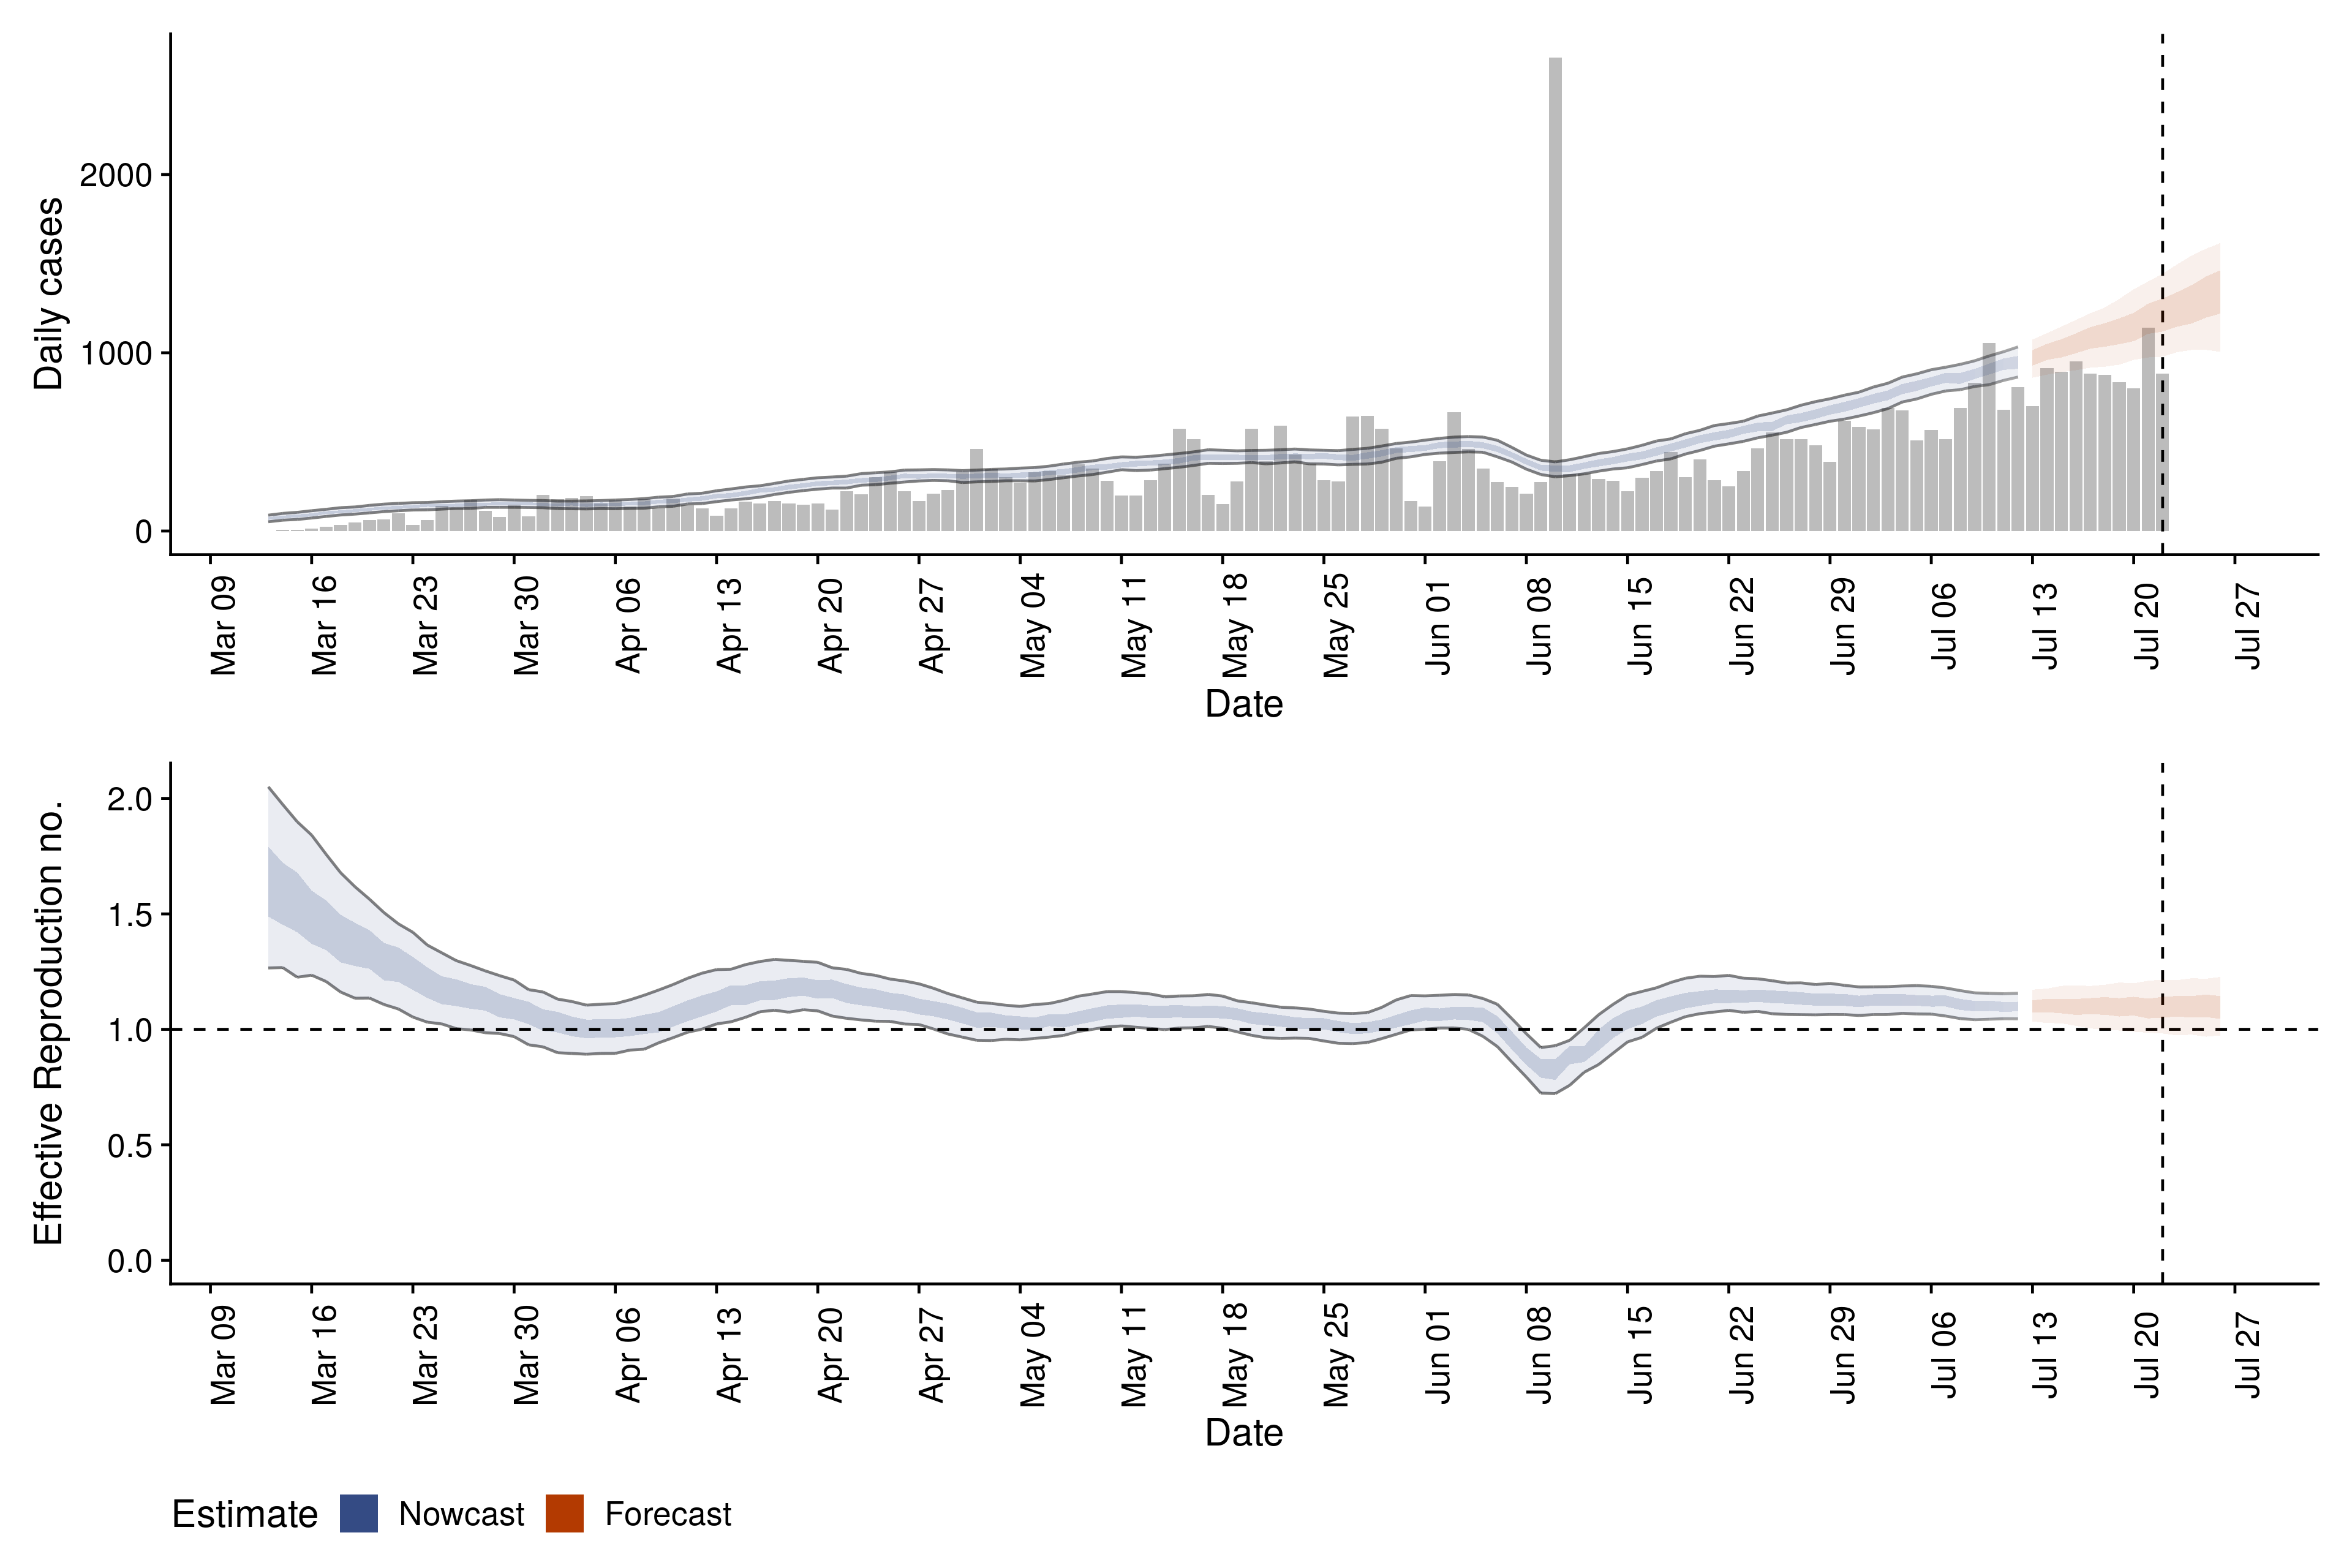 Daily cases
2000
1000
0
Mar 09 Mar 16 Mar 23 Mar 30 Apr 06 Apr 13 Apr 20 Apr 27 May 04 May 11 May 18 May 25 Jun 01 Jun 08 Jun 15 Jun 22 Jun 29 Jul 06 Jul 13 Jul 20 Jul 27
Date
Effective Reproduction no.
2.0
1.5
1.0
0.5
0.0
Mar 09 Mar 16 Mar 23 Mar 30 Apr 06 Apr 13 Apr 20 Apr 27 May 04 May 11 May 18 May 25 Jun 01 Jun 08 Jun 15 Jun 22 Jun 29 Jul 06 Jul 13 Jul 20 Jul 27
Date
Estimate Nowcast Forecast